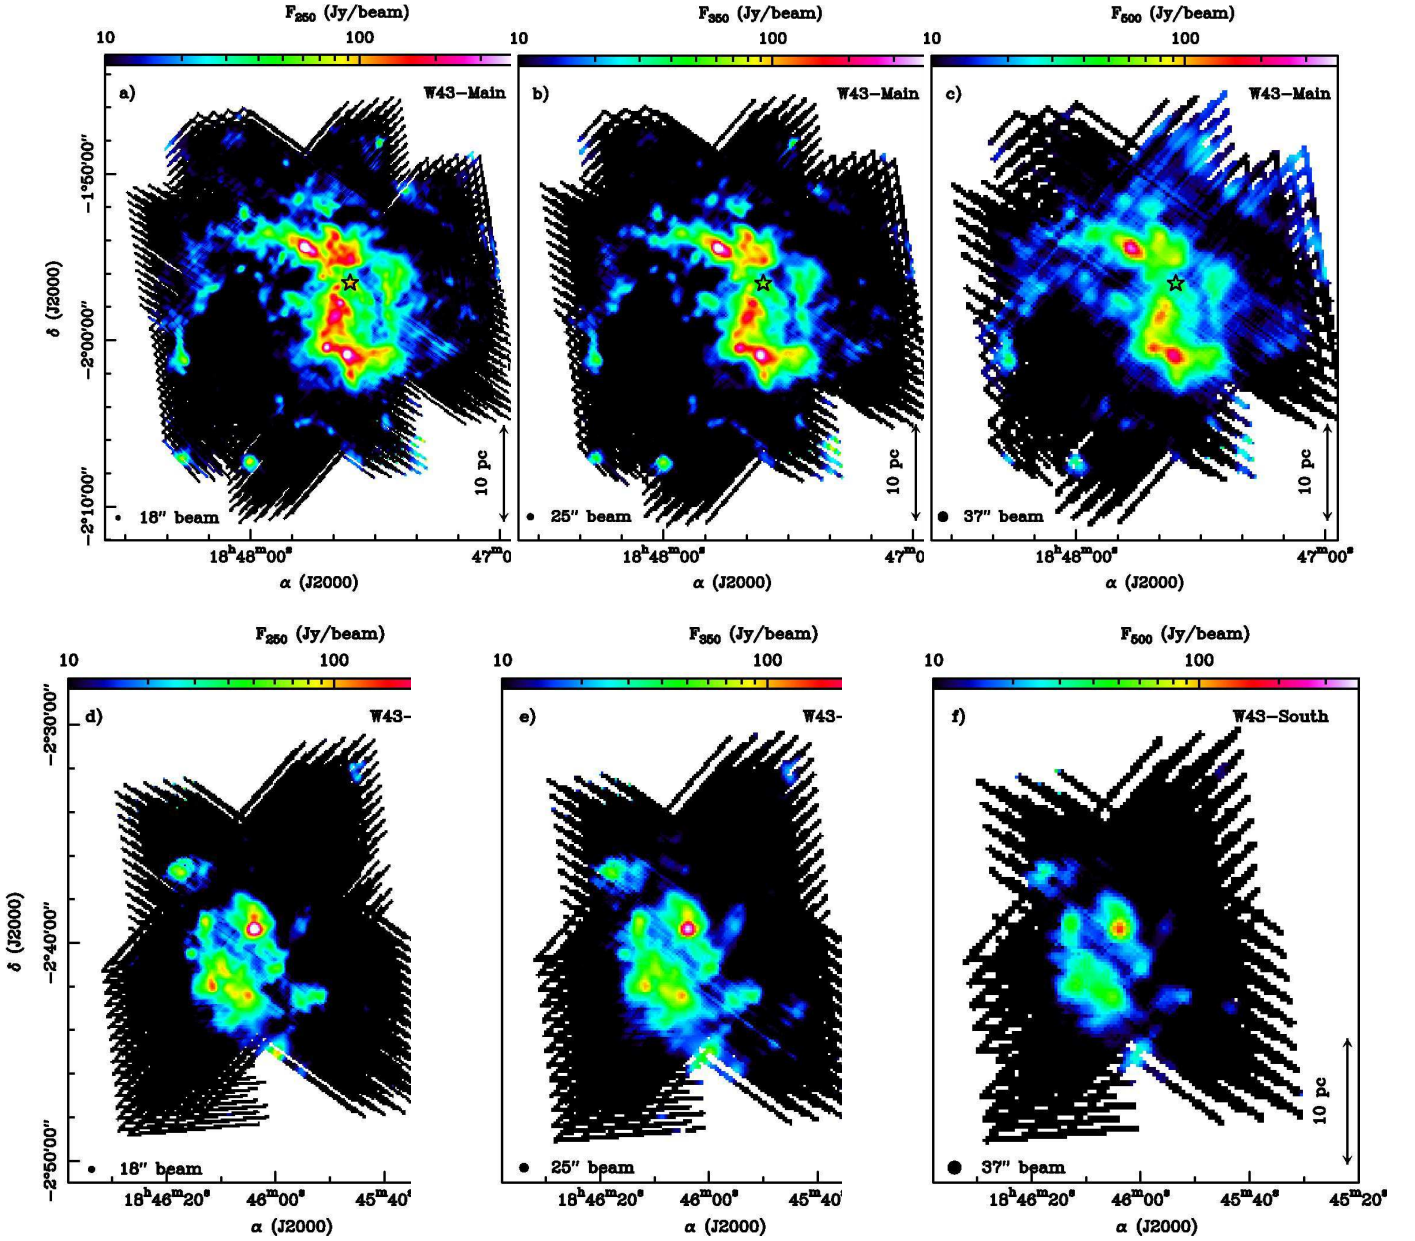 F250 (Jy/beam)
F350 (Jy/beam)
F500 (Jy/beam)
10 100
10 100
10 100
a) W43-Main
b) W43-Main
c) W43-Main
-1°50'00"
-2°00'00"
-2°10'00"
δ (J2000)
10 pc
10 pc
10 pc
18" beam
25" beam
37" beam
18h48m00s 47m0
18h48m00s 47m0
18h48m00s 47m00s
α (J2000)
α (J2000)
α (J2000)
F250 (Jy/beam)
F350 (Jy/beam)
F500 (Jy/beam)
10 100
10 100
10 100
d) W43-
e) W43-
f) W43-South
-2°30'00"
-2°40'00"
-2°50'00"
δ (J2000)
10 pc
18" beam
25" beam
37" beam
18h46m20s 46m00s 45m40s
18h46m20s 46m00s 45m40s
18h46m20s 46m00s 45m40s 45m20s
α (J2000)
α (J2000)
α (J2000)